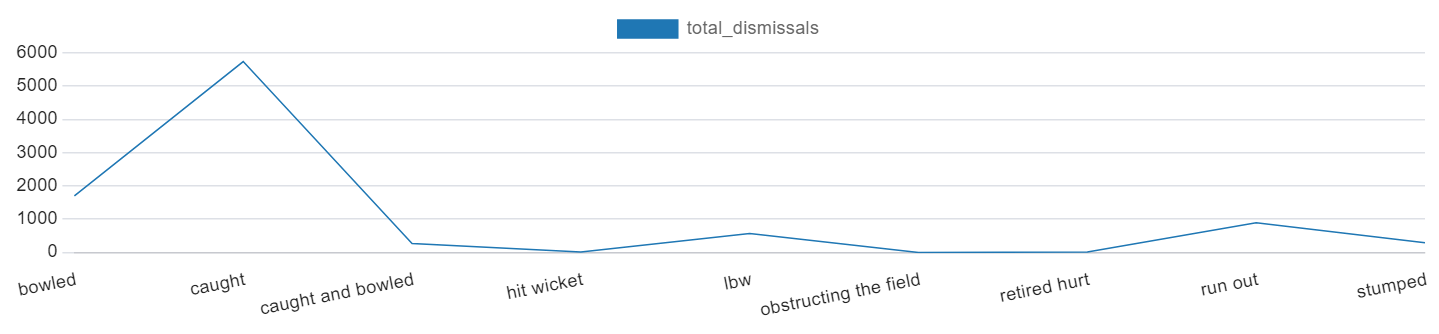 total_dismissals
6000
5000
4000
3000
2000
1000
0
bowled
caught
caught and bowled
hit wicket
lbw
obstructing the field
retired hurt
run out
stumped